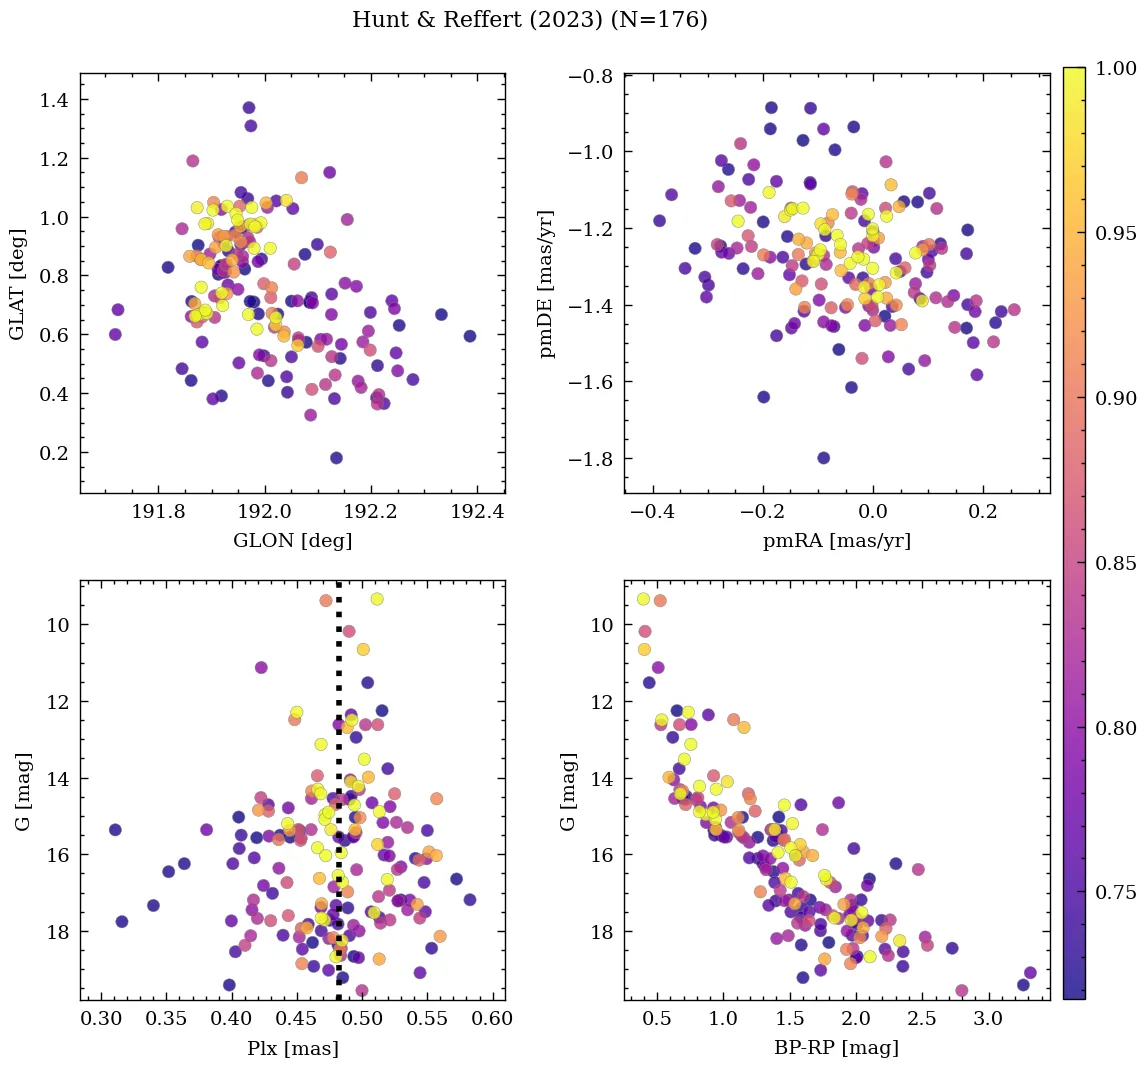 Hunt & Reffert (2023) (N=176)
1.4
1.2
1.0
0.8
0.6
0.4
0.2
GLAT [deg]
191.8 192.0 192.2 192.4
GLON [deg]
−0.8
−1.0
−1.2
−1.4
−1.6
−1.8
pmDE [mas/yr]
−0.4 −0.2 0.0 0.2
pmRA [mas/yr]
1.00
0.95
0.90
0.85
0.80
0.75
10
12
14
16
18
G [mag]
0.30 0.35 0.40 0.45 0.50 0.55 0.60
Plx [mas]
10
12
14
16
18
G [mag]
0.5 1.0 1.5 2.0 2.5 3.0
BP-RP [mag]